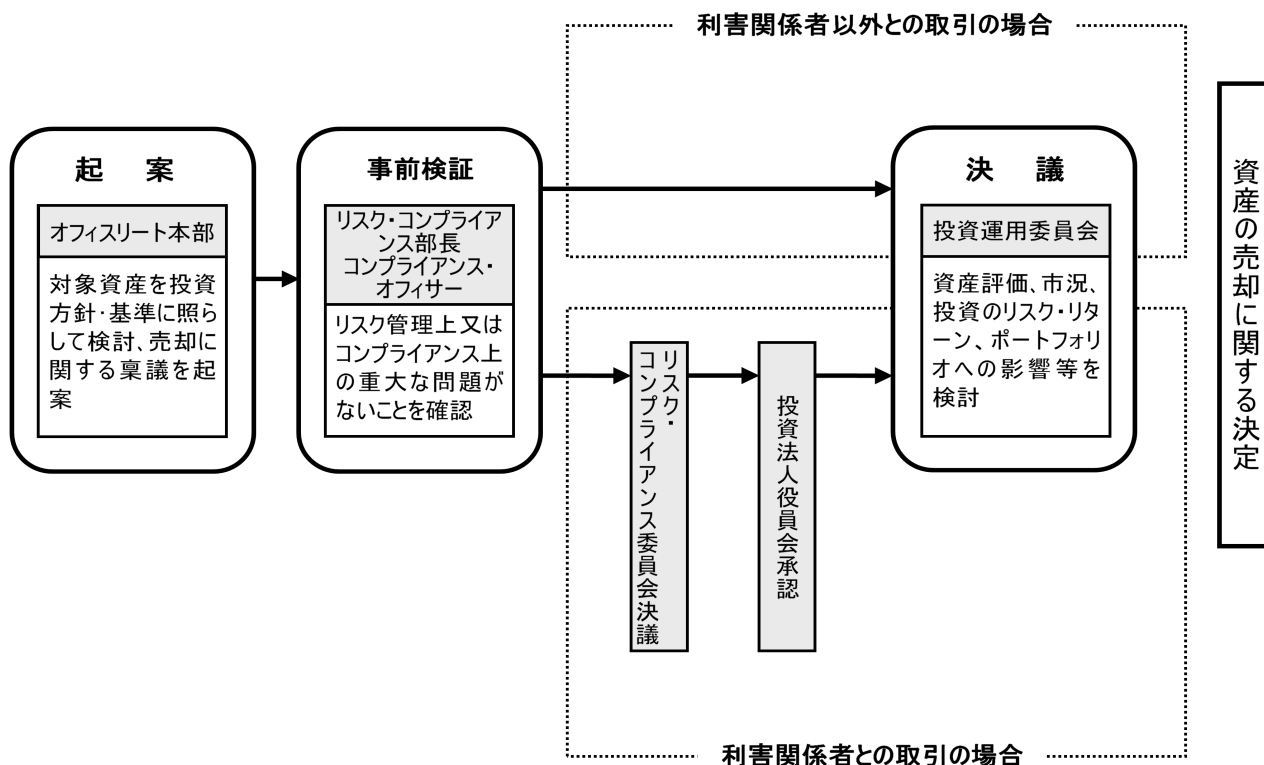 利害関係者以外との取引の場合
起　案
オフィスリート本部
対象資産を投資
方針・基準に照ら
して検討、売却に
関する稟議を起
案
事前検証
リスク・コンプライア
ンス部長
コンプライアンス・
オフィサー
リスク管理上又は
コンプライアンス上
の重大な問題が
ないことを確認
リスク・
コンプライアンス委員会決議
投資法人役員会承認
決　議
投資運用委員会
資産評価、市況、
投資のリスク・リタ
ーン、ポートフォリ
オへの影響等を
検討
資産の売却に関する決定
利害関係者との取引の場合